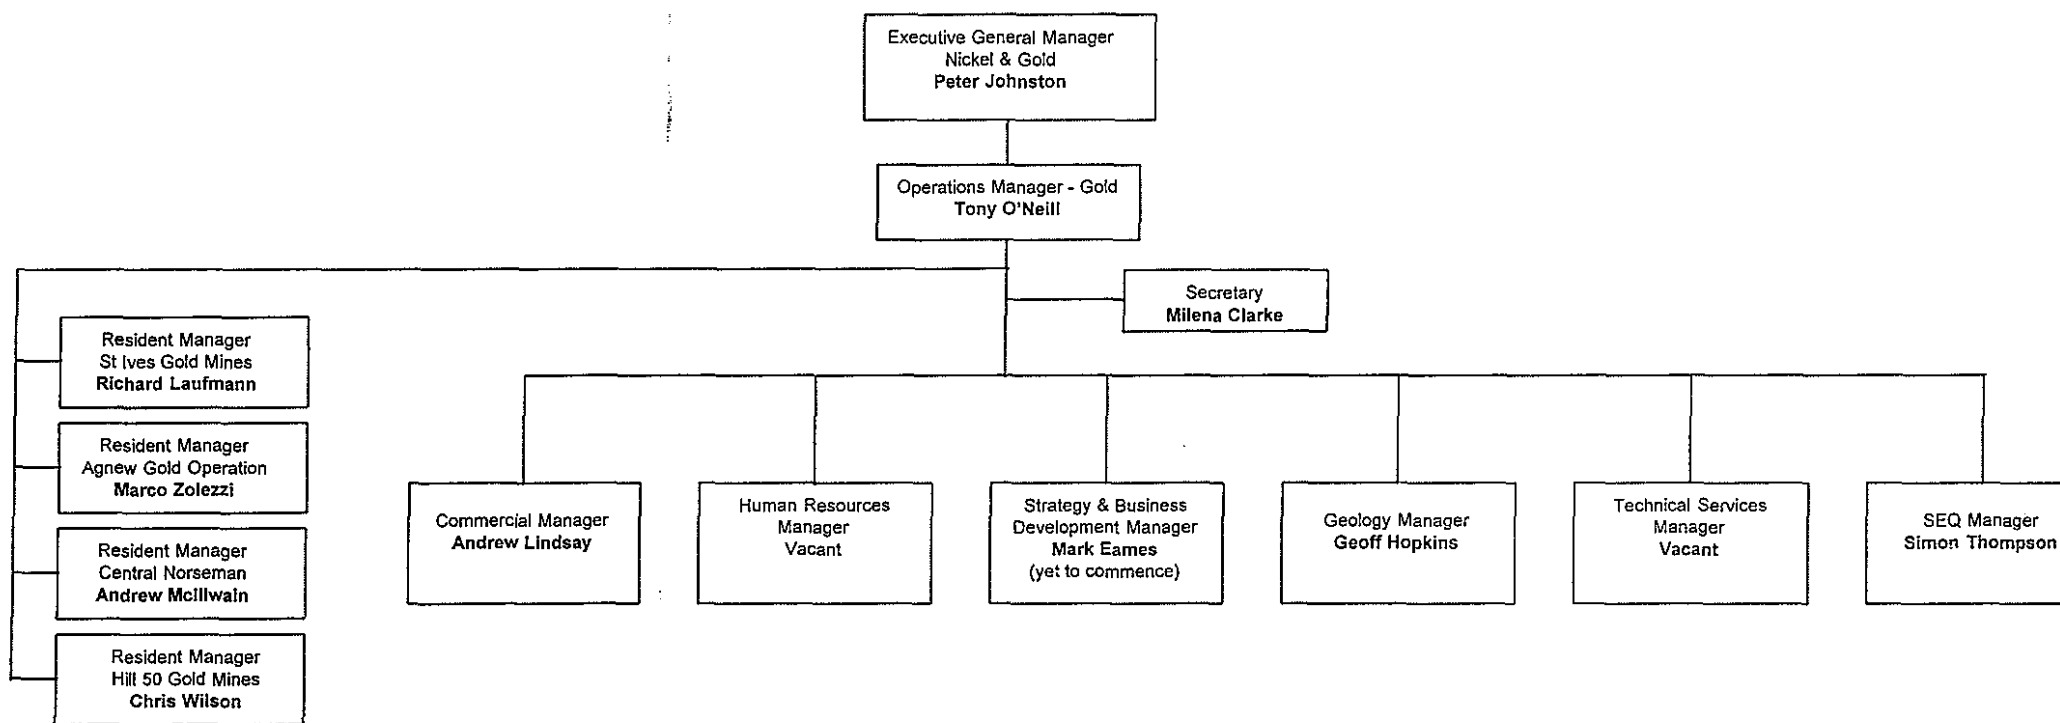 Executive General Manager
Nickel & Gold
Peter Johnston
Operations Manager - Gold
Tony O'Neill
Secretary
Milena Clarke
Resident Manager
St Ives Gold Mines
Richard Laufmann
Resident Manager
Agnew Gold Operation
Marco Zolezzi
Resident Manager
Central Norseman
Andrew McIllwain
Resident Manager
Hill 50 Gold Mines
Chris Wilson
Commercial Manager
Andrew Lindsay
Human Resources
Manager
Vacant
Strategy & Business
Development Manager
Mark Eames
(yet to commence)
Geology Manager
Geoff Hopkins
Technical Services
Manager
Vacant
SEQ Manager
Simon Thompson